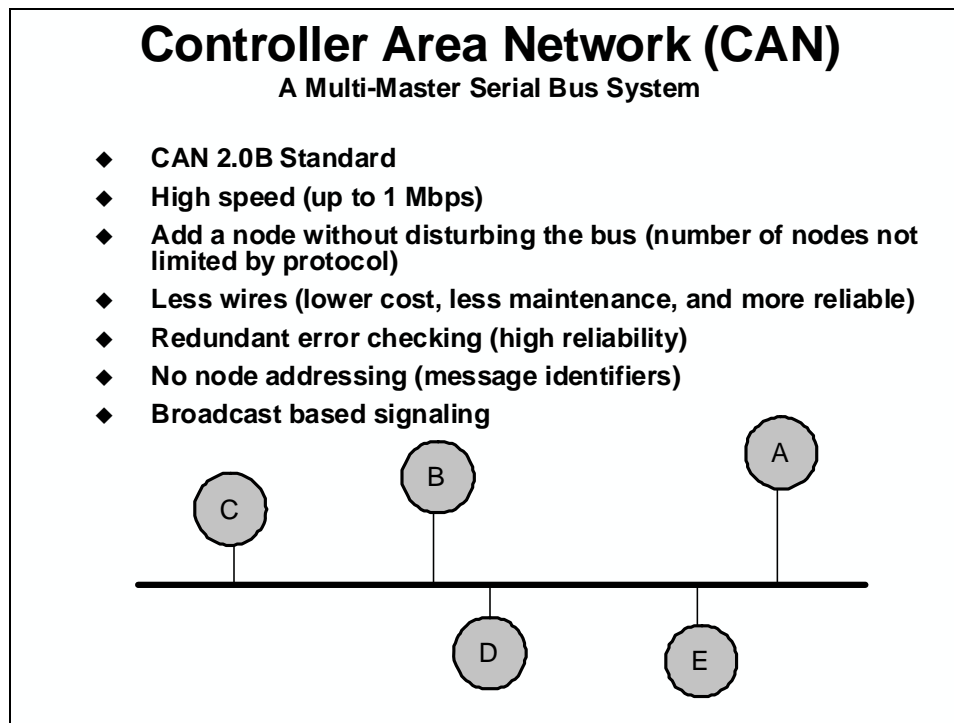 Controller Area Network (CAN)
A Multi-Master Serial Bus System
◆ CAN 2.0B Standard
◆ High speed (up to 1 Mbps)
◆ Add a node without disturbing the bus (number of nodes not
limited by protocol)
◆ Less wires (lower cost, less maintenance, and more reliable)
◆ Redundant error checking (high reliability)
◆ No node addressing (message identifiers)
◆ Broadcast based signaling
A
B
C
D
E